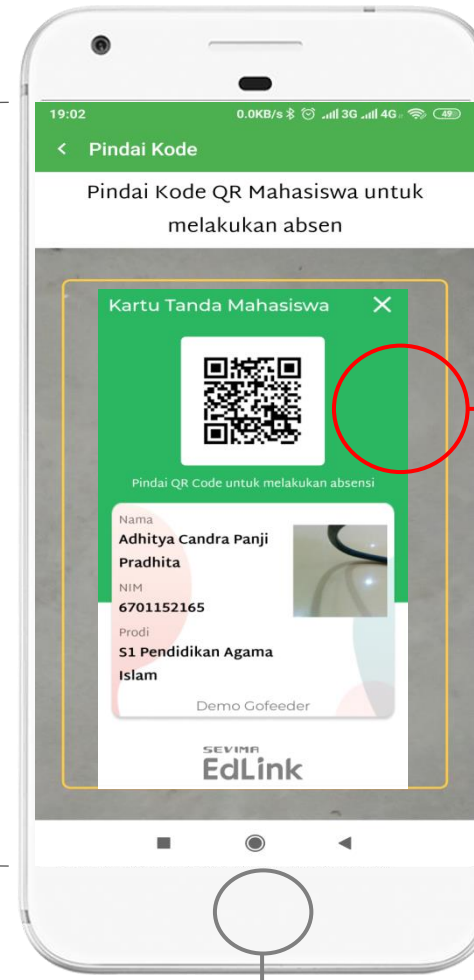 19:02 0.0KB/s 3G 4G 49
Pindai Kode
Pindai Kode QR Mahasiswa untuk
melakukan absen
Kartu Tanda Mahasiswa
Pindai QR Code untuk melakukan absensi
Nama
Adhitya Candra Panji
Pradhita
NIM
6701152165
Prodi
S1 Pendidikan Agama
Islam
Demo Gofeeder
SEVIMA
EdLink